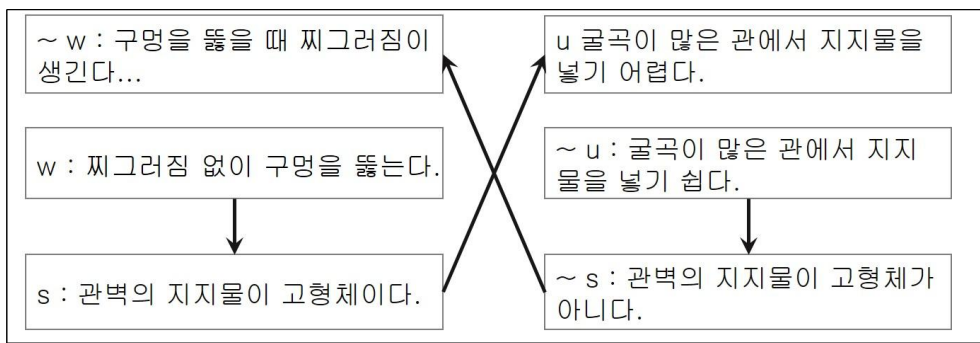 ~ w : 구멍을 뚫을 때 찌그러짐이
생긴다...
u 굴곡이 많은 관에서 지지물을
넣기 어렵다.
w : 찌그러짐 없이 구멍을 뚫는다.
~ u : 굴곡이 많은 관에서 지지
물을 넣기 쉽다.
s : 관벽의 지지물이 고형체이다.
~ s : 관벽의 지지물이 고형체가
아니다.